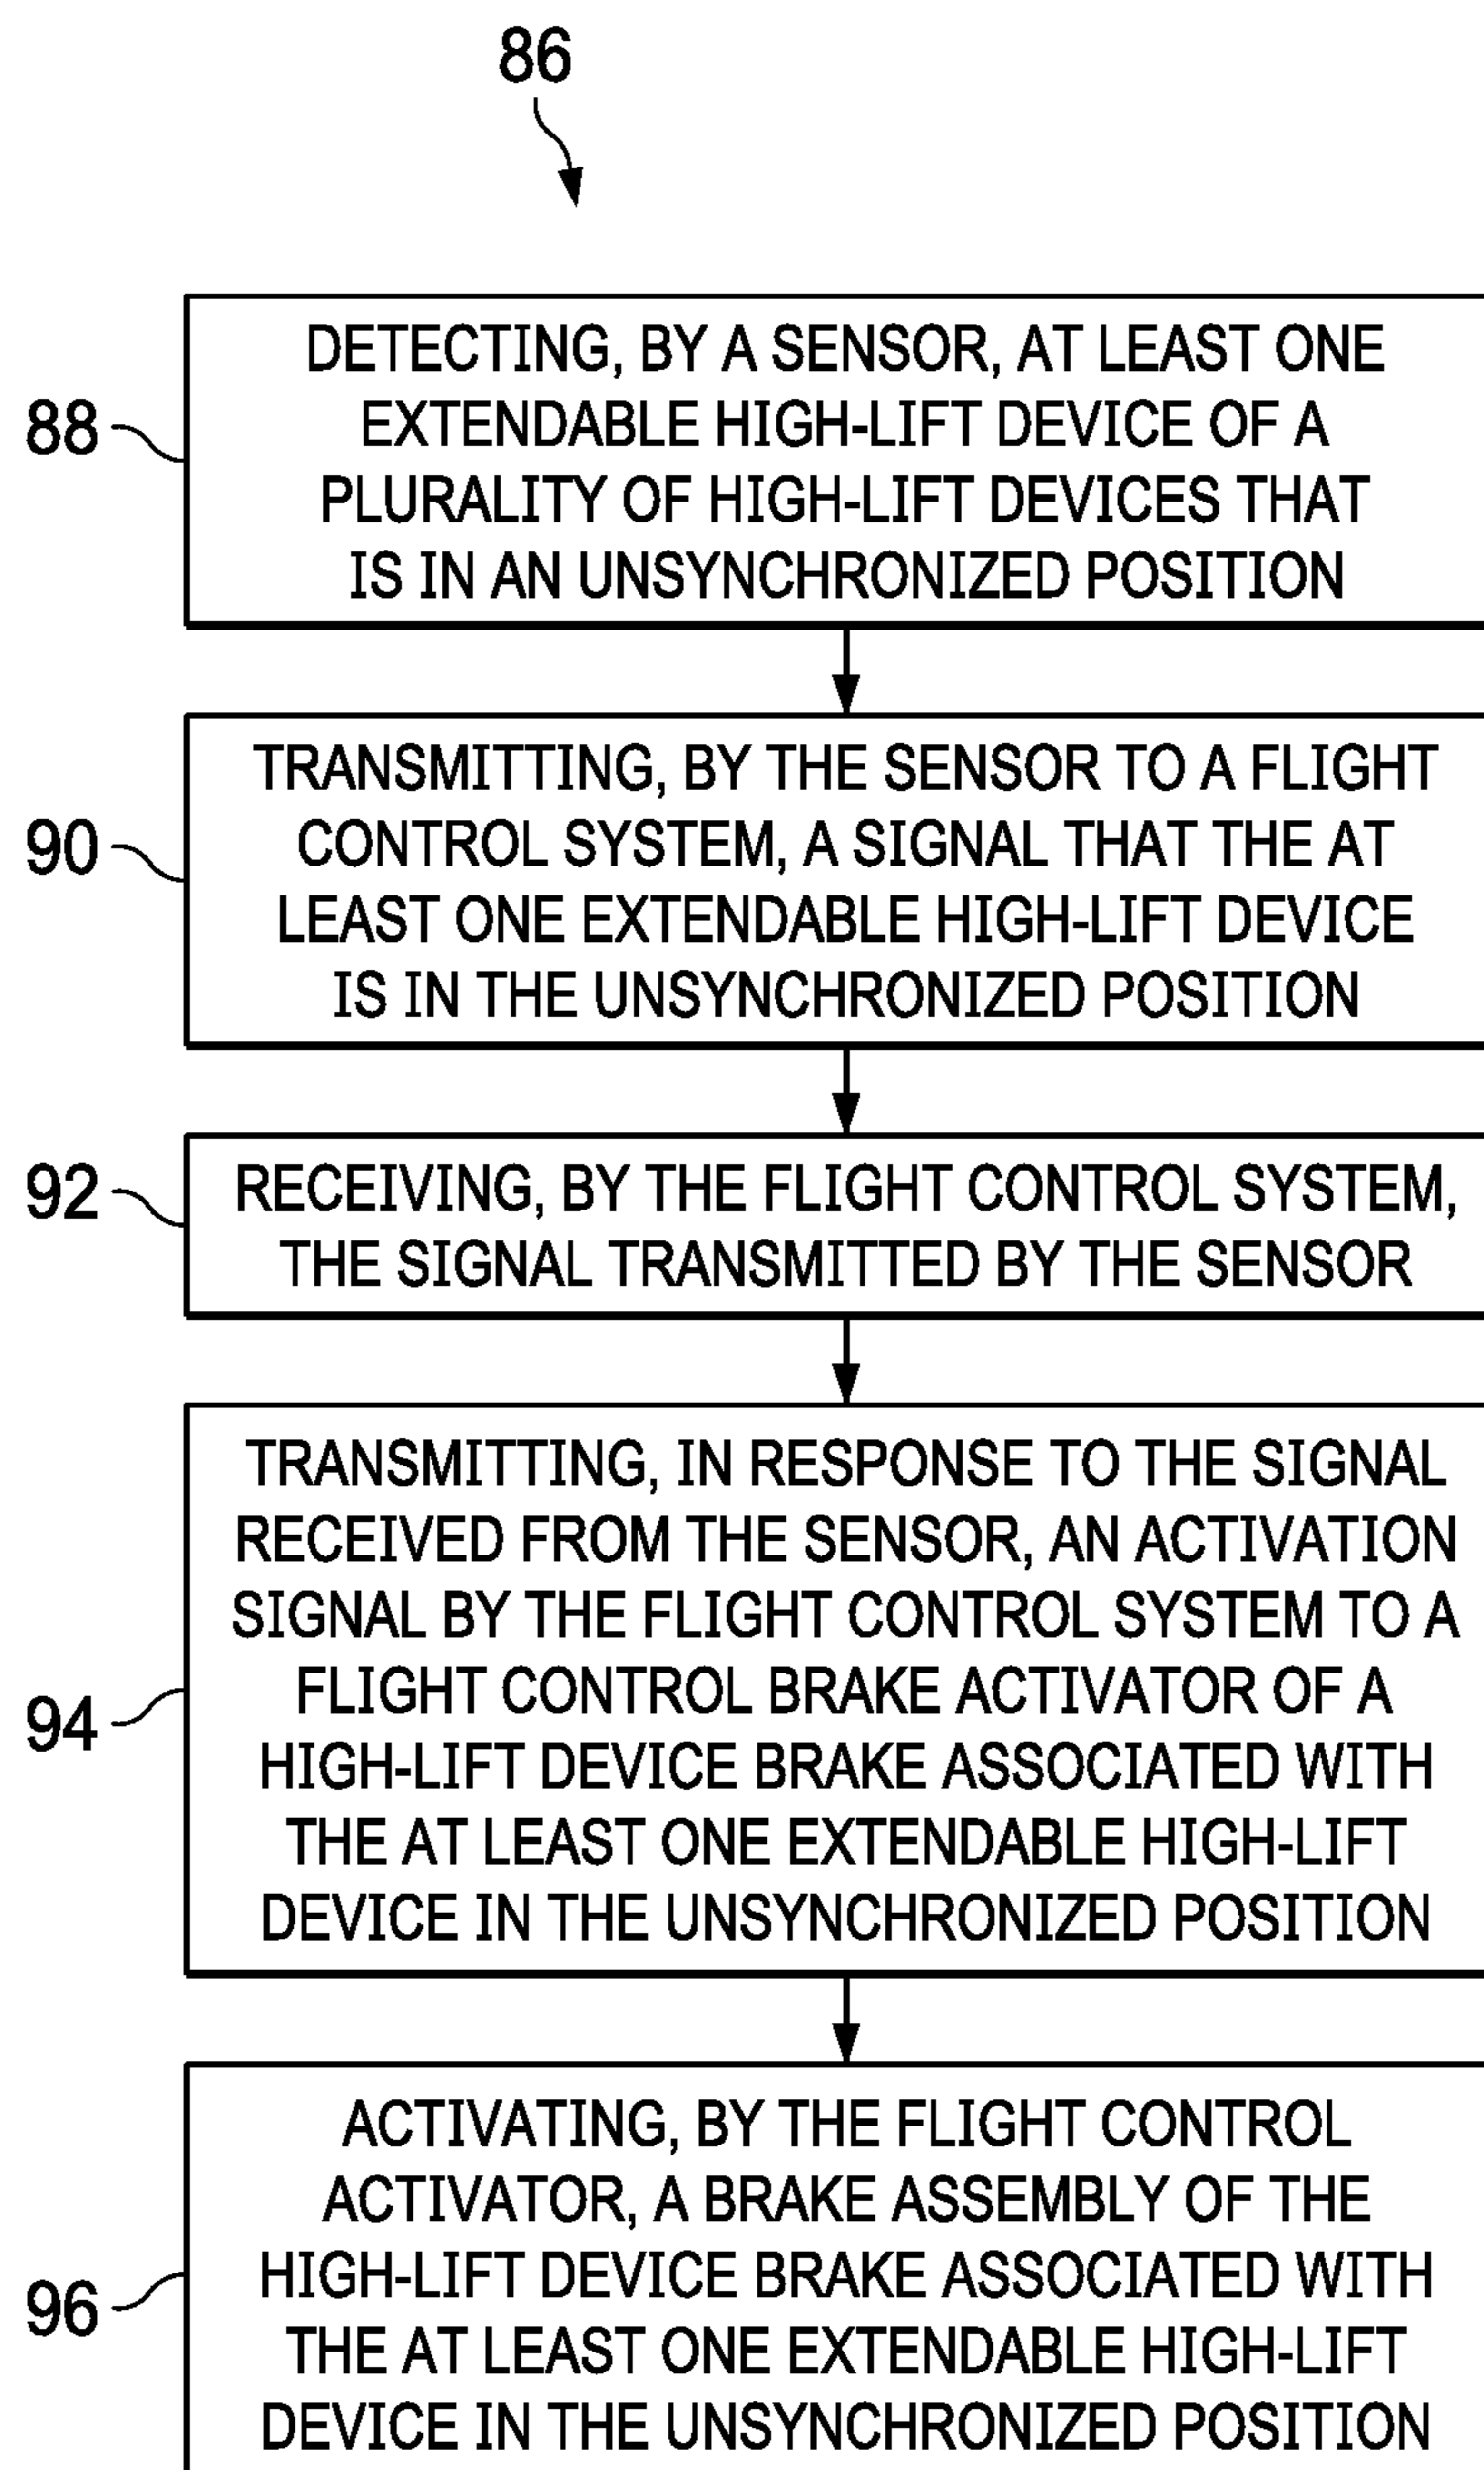 86
88
DETECTING, BY A SENSOR, AT LEAST ONE
EXTENDABLE HIGH-LIFT DEVICE OF A
PLURALITY OF HIGH-LIFT DEVICES THAT
IS IN AN UNSYNCHRONIZED POSITION
90
TRANSMITTING, BY THE SENSOR TO A FLIGHT
CONTROL SYSTEM, A SIGNAL THAT THE AT
LEAST ONE EXTENDABLE HIGH-LIFT DEVICE
IS IN THE UNSYNCHRONIZED POSITION
92
RECEIVING, BY THE FLIGHT CONTROL SYSTEM,
THE SIGNAL TRANSMITTED BY THE SENSOR
94
TRANSMITTING, IN RESPONSE TO THE SIGNAL
RECEIVED FROM THE SENSOR, AN ACTIVATION
SIGNAL BY THE FLIGHT CONTROL SYSTEM TO A
FLIGHT CONTROL BRAKE ACTIVATOR OF A
HIGH-LIFT DEVICE BRAKE ASSOCIATED WITH
THE AT LEAST ONE EXTENDABLE HIGH-LIFT
DEVICE IN THE UNSYNCHRONIZED POSITION
96
ACTIVATING, BY THE FLIGHT CONTROL
ACTIVATOR, A BRAKE ASSEMBLY OF THE
HIGH-LIFT DEVICE BRAKE ASSOCIATED WITH
THE AT LEAST ONE EXTENDABLE HIGH-LIFT
DEVICE IN THE UNSYNCHRONIZED POSITION